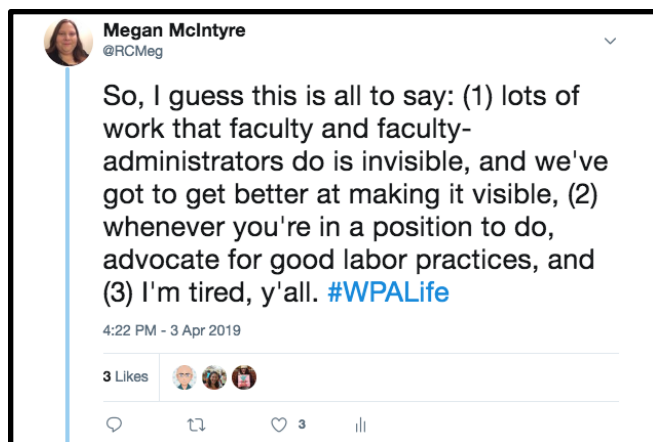 Megan McIntyre
@RCMeg
So, I guess this is all to say: (1) lots of
work that faculty and faculty-
administrators do is invisible, and we've
got to get better at making it visible, (2)
whenever you're in a position to do,
advocate for good labor practices, and
(3) I'm tired, y'all. #WPALife
4:22 PM - 3 Apr 2019
3 Likes
3